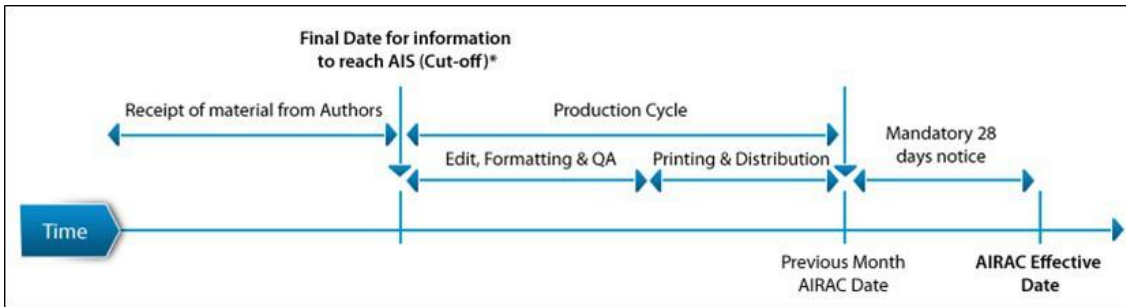 Final Date for information
to reach AIS (Cut-off)*
Receipt of material from Authors
Production Cycle
Mandatory 28
days notice
Edit, Formatting & QA
Printing & Distribution
Time
Previous Month
AIRAC Date
AIRAC Effective
Date